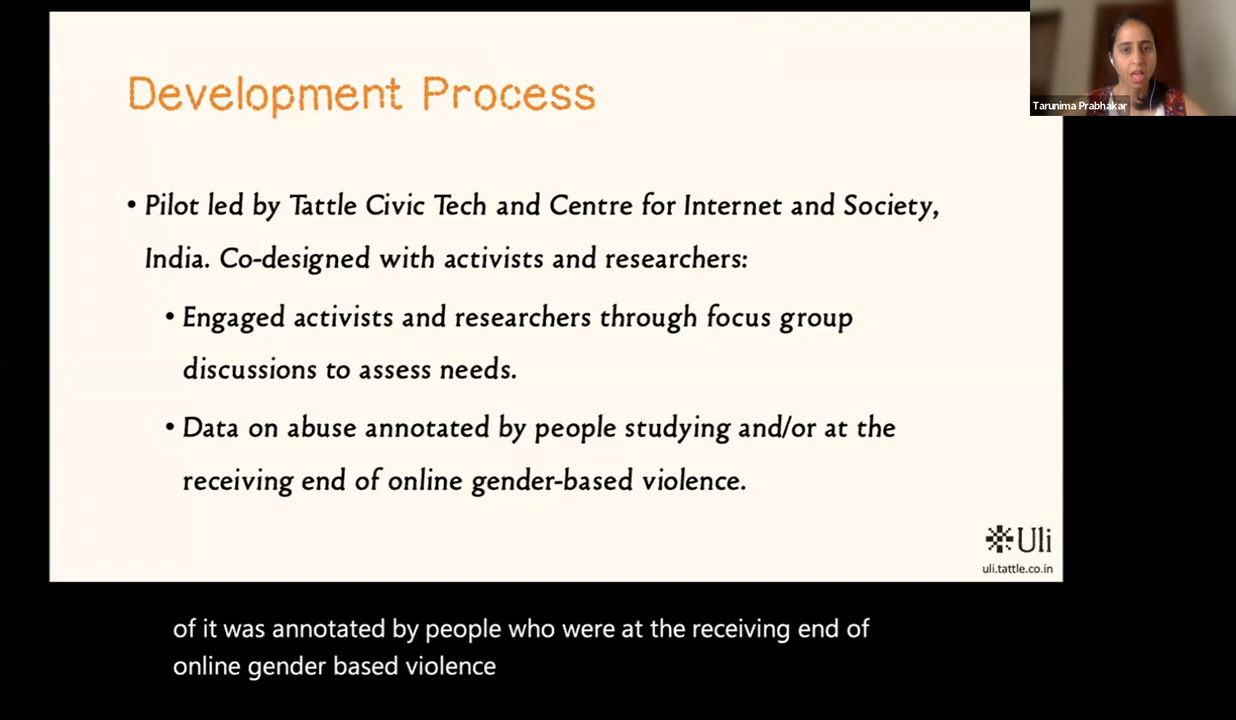 Development Process
Tarunima Prabhakar
• Pilot led by Tattle Civic Tech and Centre for Internet and Society,
India. Co-designed with activists and researchers:
• Engaged activists and researchers through focus group
discussions to assess needs.
• Data on abuse annotated by people studying and/or at the
receiving end of online gender-based violence.
Uli
uli.tattle.co.in
of it was annotated by people who were at the receiving end of
online gender based violence